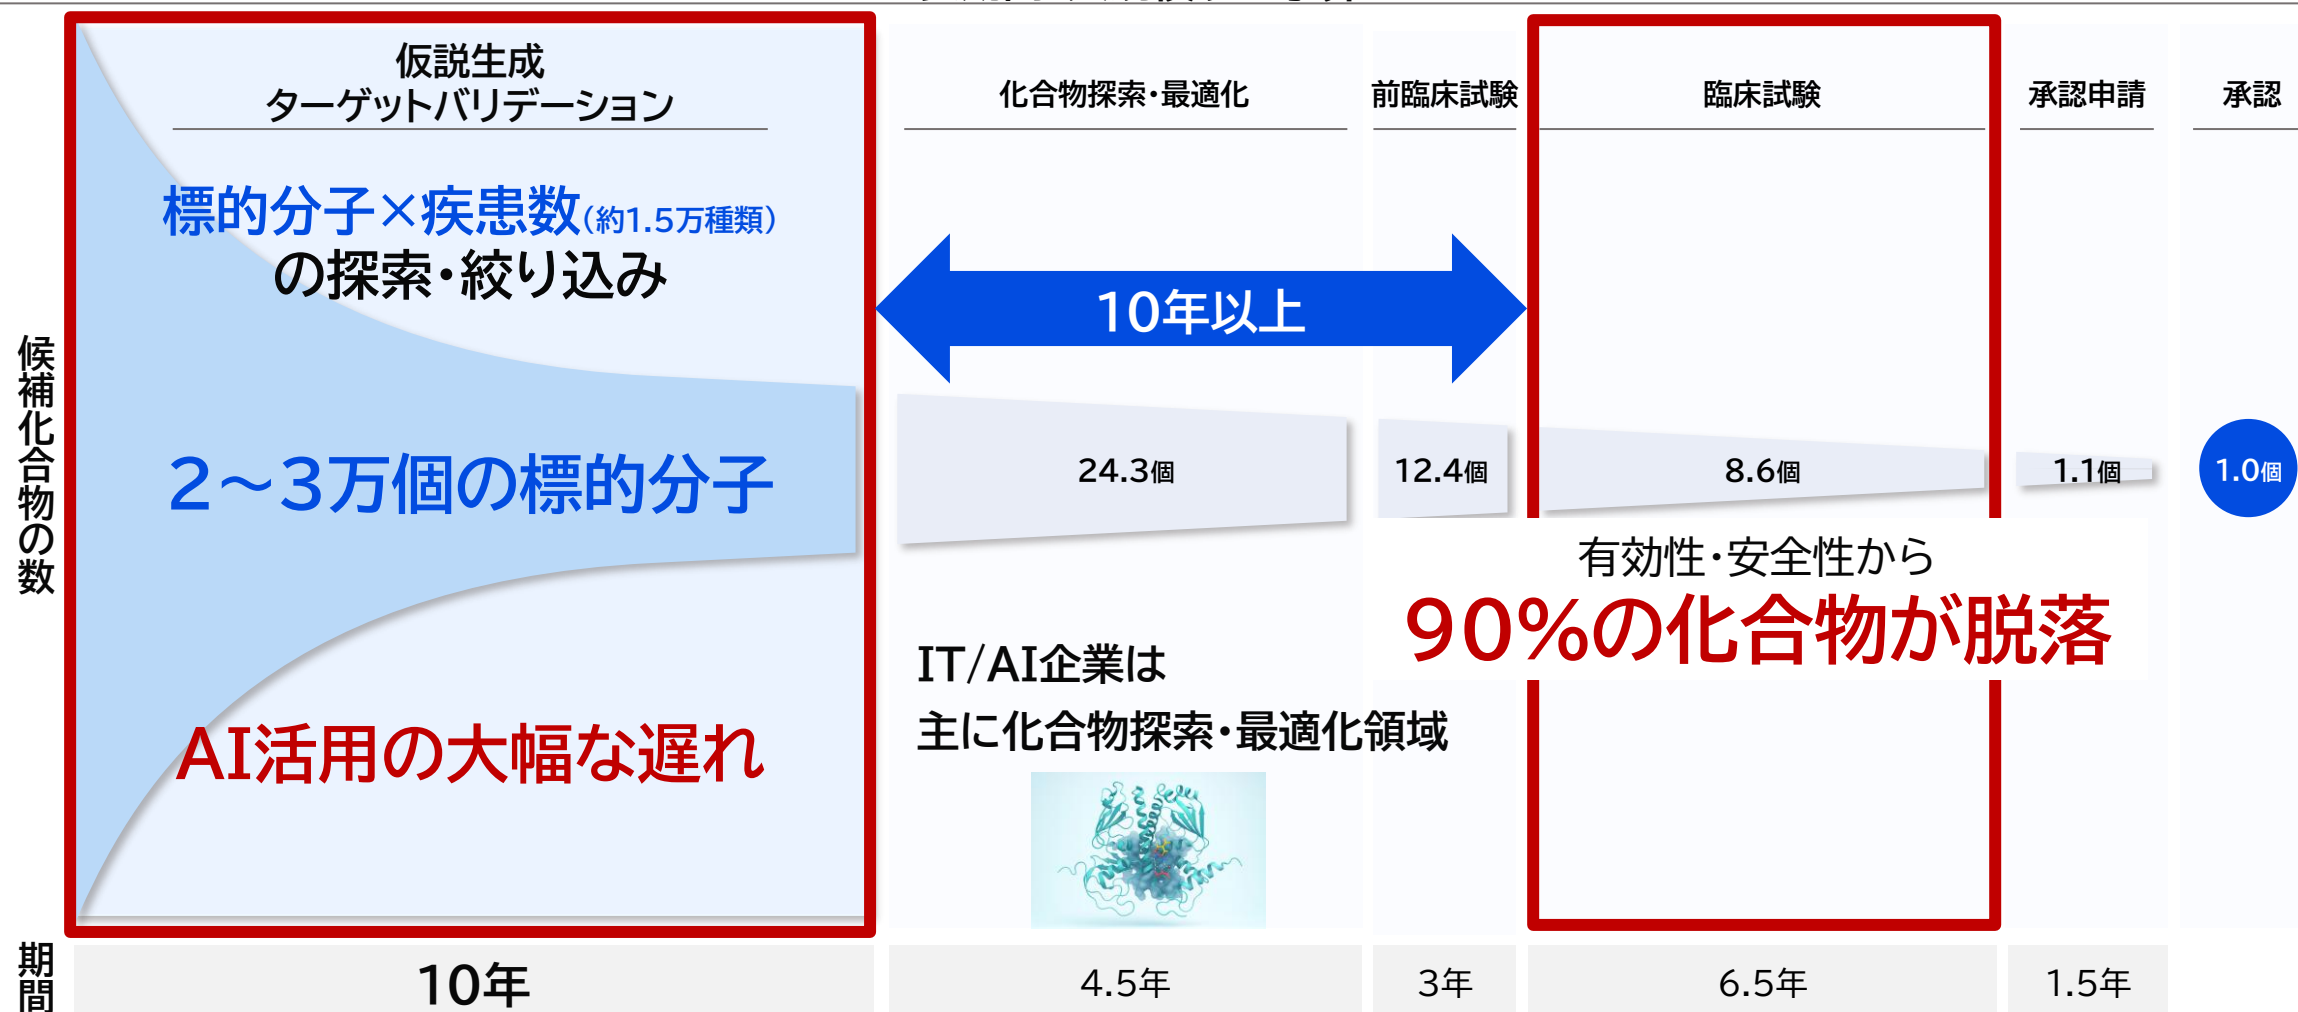 仮説生成
ターゲットバリデーション
化合物探索・最適化
前臨床試験
臨床試験
承認申請
承認
標的分子×疾患数(約1.5万種類)
の探索・絞り込み
10年以上
候補化合物の数
2～3万個の標的分子
24.3個
12.4個
8.6個
1.1個
1.0個
有効性・安全性から
90%の化合物が脱落
IT/AI企業は
主に化合物探索・最適化領域
AI活用の大幅な遅れ
期間
10年
4.5年
3年
6.5年
1.5年